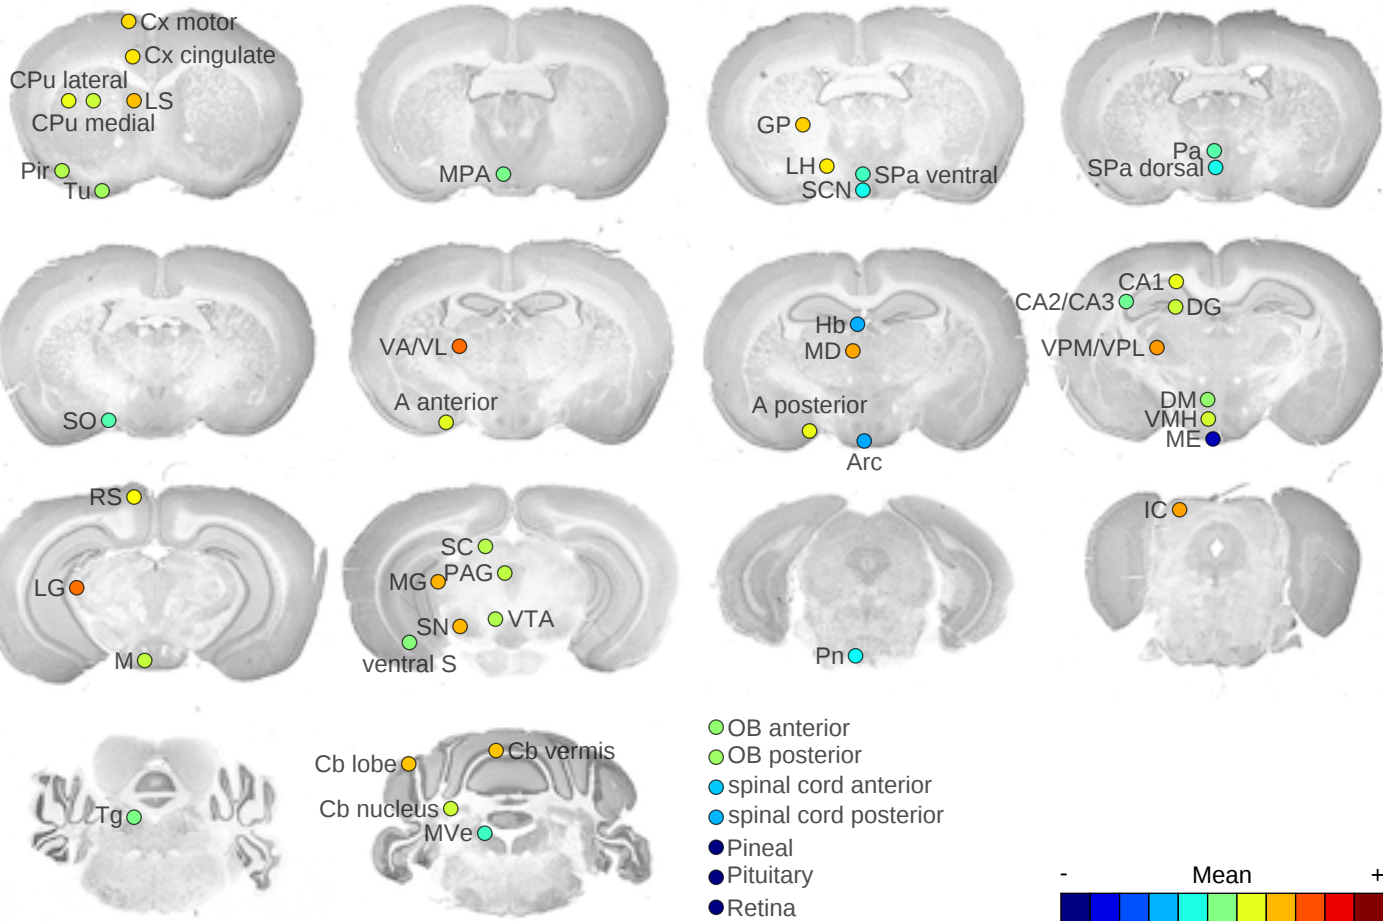 Cx motor
Cx cingulate
CPu lateral
LS
CPu medial
Pir
Tu
MPA
GP
LH
SPa ventral
SCN
Pa
SPa dorsal
SO
VA/VL
A anterior
Hb
MD
A posterior
Arc
CA1
CA2/CA3
DG
VPM/VPL
DM
VMH
ME
RS
LG
M
SC
PAG
MG
VTA
SN
ventral S
Pn
IC
Tg
Cb vermis
Cb lobe
Cb nucleus
MVe
OB anterior
OB posterior
spinal cord anterior
spinal cord posterior
Pineal
Pituitary
Retina
- Mean +